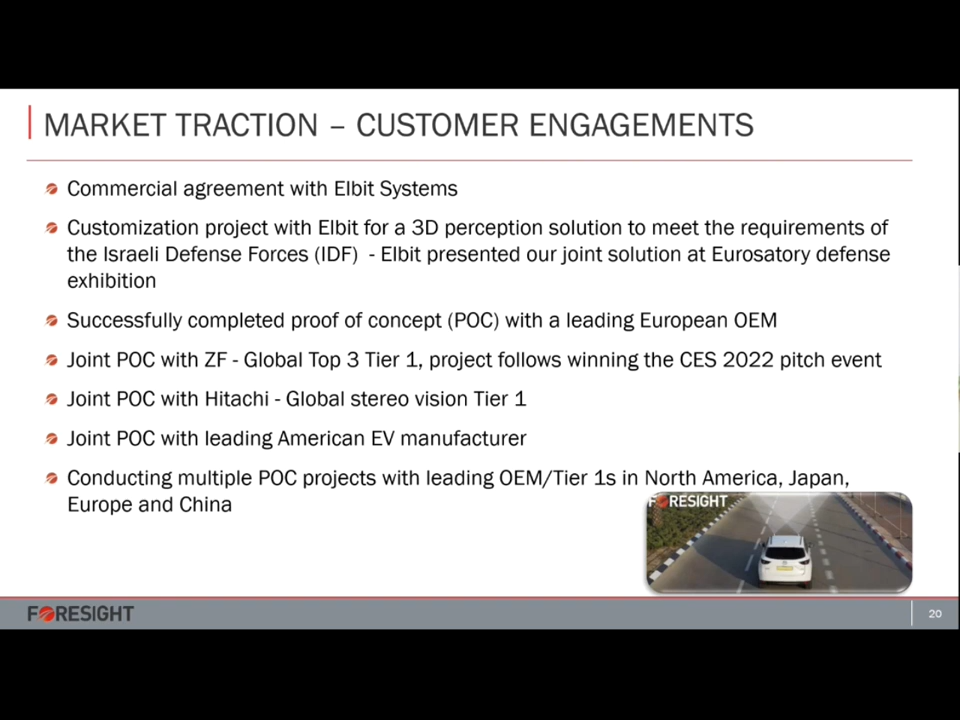 MARKET TRACTION – CUSTOMER ENGAGEMENTS
Commercial agreement with Elbit Systems
Customization project with Elbit for a 3D perception solution to meet the requirements of
the Israeli Defense Forces (IDF)  - Elbit presented our joint solution at Eurosatory defense
exhibition
Successfully completed proof of concept (POC) with a leading European OEM
Joint POC with ZF - Global Top 3 Tier 1, project follows winning the CES 2022 pitch event
Joint POC with Hitachi - Global stereo vision Tier 1
Joint POC with leading American EV manufacturer
Conducting multiple POC projects with leading OEM/Tier 1s in North America, Japan,
Europe and China
FORESIGHT
FORESIGHT
20